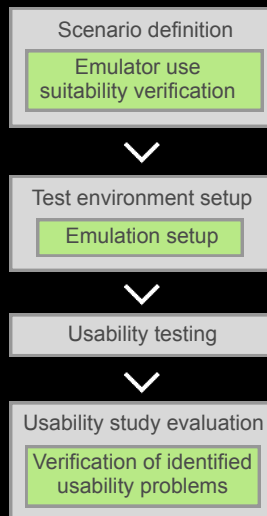 Scenario definition
Emulator use
suitability verification
Test environment setup
Emulation setup
Usability testing
Usability study evaluation
Verification of identified
usability problems